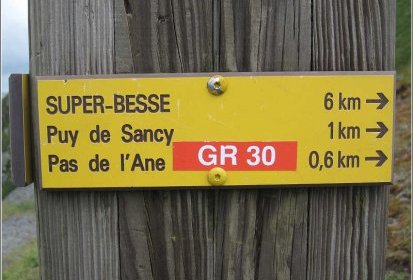 SUPER-BESSE 6 km →
Puy de Sancy 1 km →
Pas de l'Ane GR 30 0,6 km →